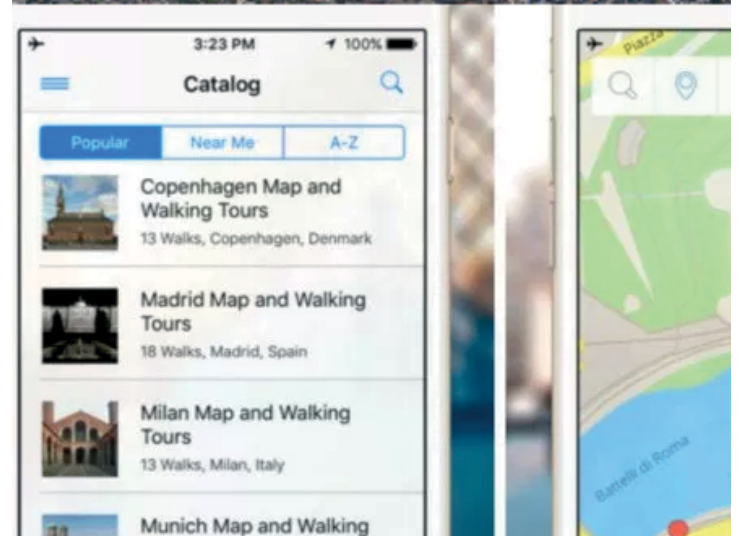 3:23 PM
100%
Catalog
Popular
Near Me
A-Z
Copenhagen Map and
Walking Tours
13 Walks, Copenhagen, Denmark
Madrid Map and Walking
Tours
18 Walks, Madrid, Spain
Milan Map and Walking
Tours
13 Walks, Milan, Italy
Munich Map and Walking
Piazza
Battelli di Roma